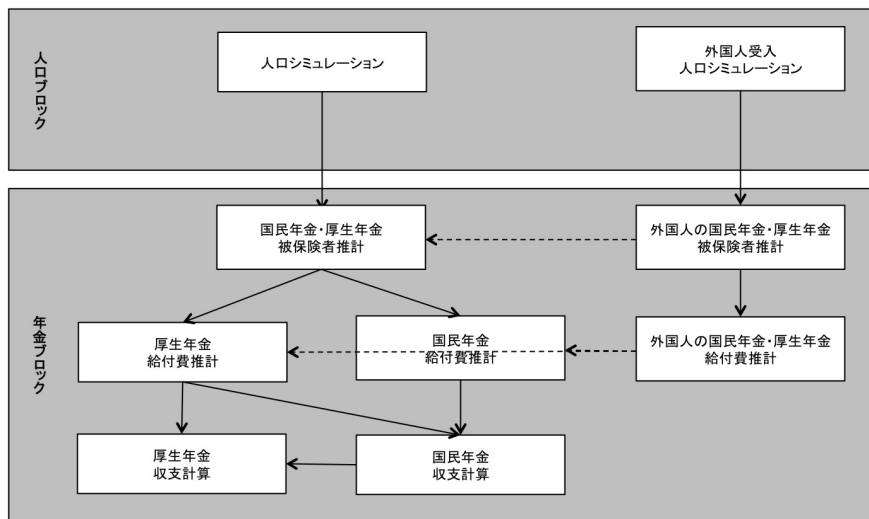 人口ブロック
人口シミュレーション
外国人受入
人口シミュレーション
年金ブロック
国民年金・厚生年金
被保険者推計
外国人の国民年金・厚生年金
被保険者推計
厚生年金
給付費推計
国民年金
給付費推計
外国人の国民年金・厚生年金
給付費推計
厚生年金
収支計算
国民年金
収支計算